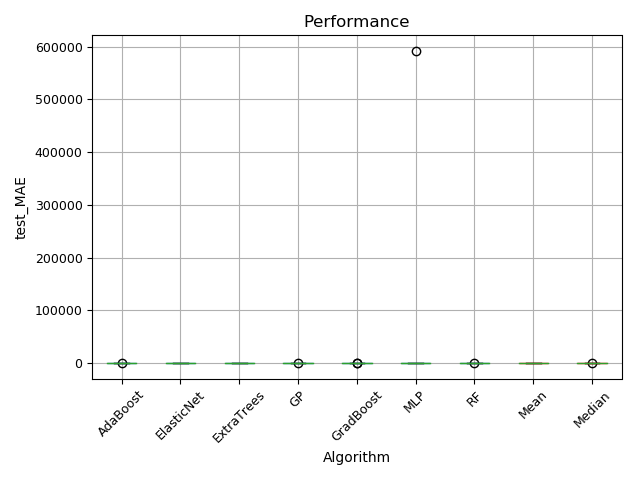 Performance
600000
500000
400000
300000
200000
100000
0
test_MAE
AdaBoost
ElasticNet
ExtraTrees
GP
GradBoost
MLP
RF
Mean
Median
Algorithm